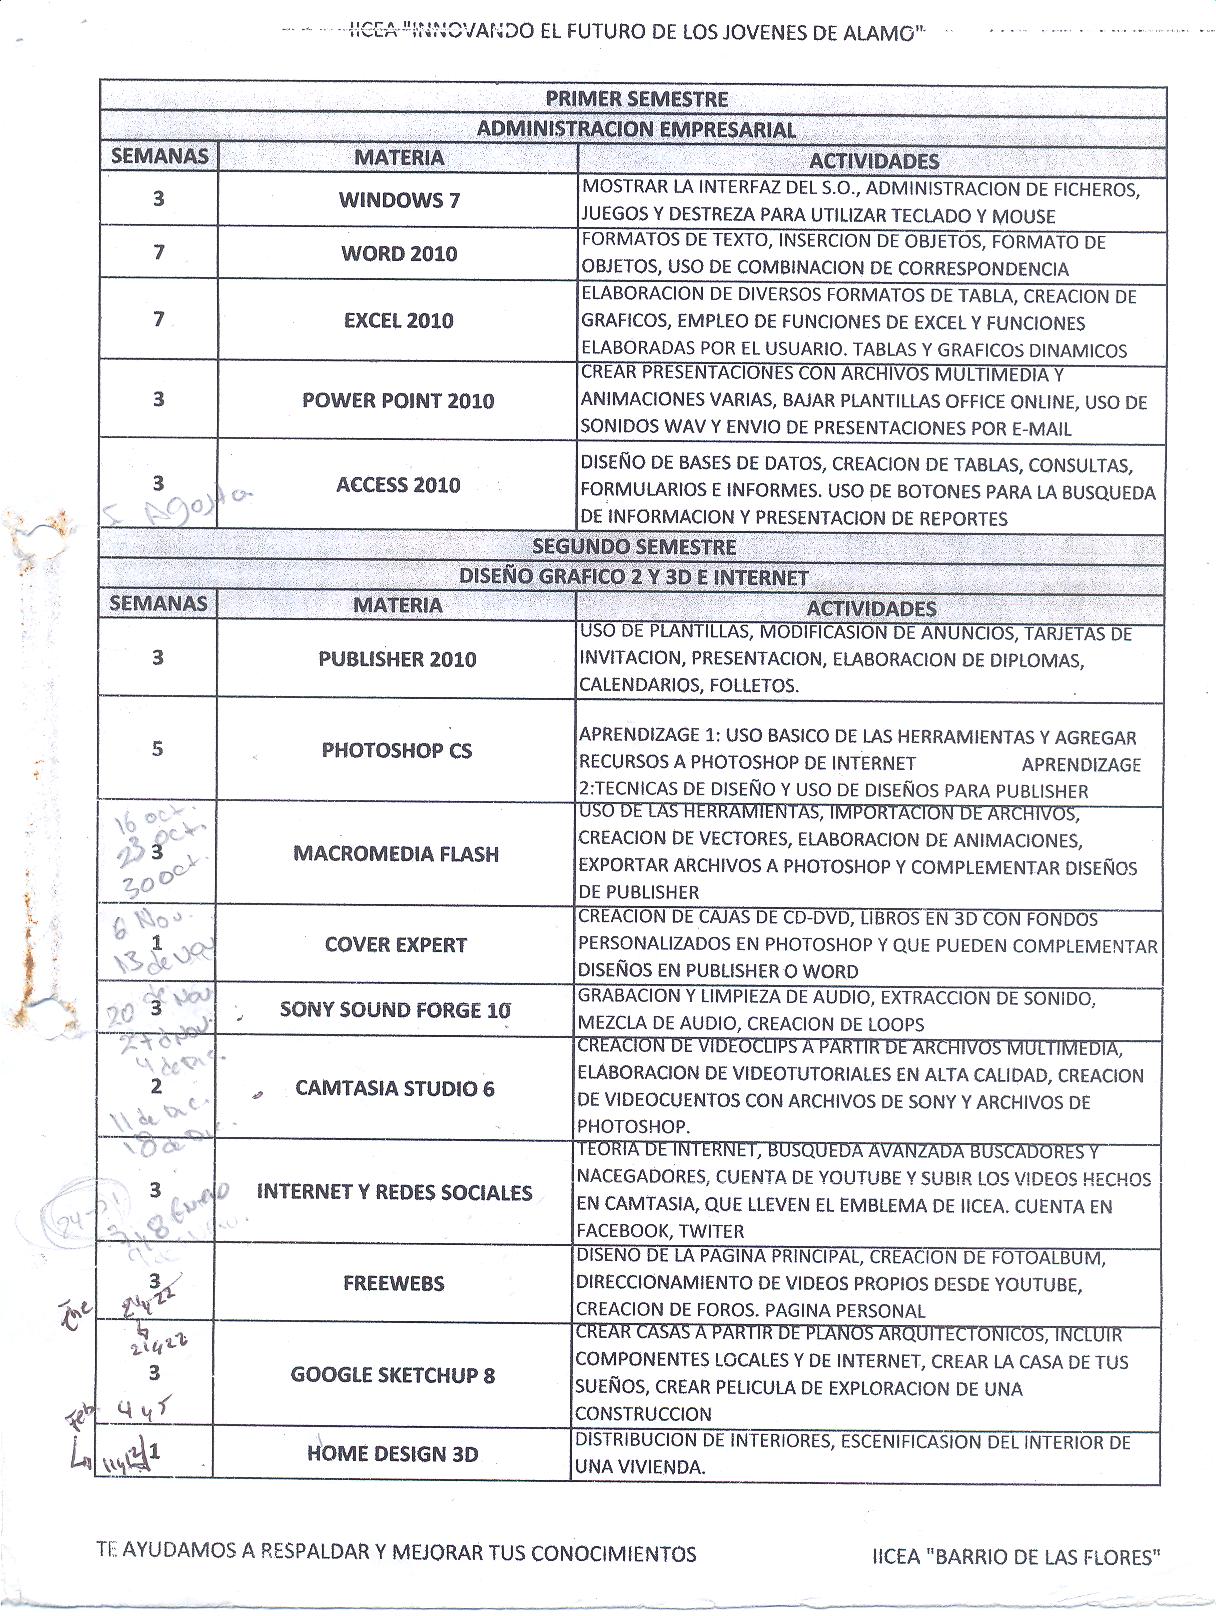 IICEA "INNOVANDO EL FUTURO DE LOS JOVENES DE ALAMO"
PRIMER SEMESTRE
ADMINISTRACION EMPRESARIAL
SEMANAS MATERIA ACTIVIDADES
3 WINDOWS 7 MOSTRAR LA INTERFAZ DEL S.O., ADMINISTRACION DE FICHEROS,
JUEGOS Y DESTREZA PARA UTILIZAR TECLADO Y MOUSE
7 WORD 2010 FORMATOS DE TEXTO, INSERCION DE OBJETOS, FORMATO DE
OBJETOS, USO DE COMBINACION DE CORRESPONDENCIA
7 EXCEL 2010 ELABORACION DE DIVERSOS FORMATOS DE TABLA, CREACION DE
GRAFICOS, EMPLEO DE FUNCIONES DE EXCEL Y FUNCIONES
ELABORADAS POR EL USUARIO. TABLAS Y GRAFICOS DINAMICOS
3 POWER POINT 2010 CREAR PRESENTACIONES CON ARCHIVOS MULTIMEDIA Y
ANIMACIONES VARIAS, BAJAR PLANTILLAS OFFICE ONLINE, USO DE
SONIDOS WAV Y ENVIO DE PRESENTACIONES POR E-MAIL
3 ACCESS 2010 DISEÑO DE BASES DE DATOS, CREACION DE TABLAS, CONSULTAS,
FORMULARIOS E INFORMES. USO DE BOTONES PARA LA BUSQUEDA
DE INFORMACION Y PRESENTACION DE REPORTES
5 Agosto
SEGUNDO SEMESTRE
DISEÑO GRAFICO 2 Y 3D E INTERNET
SEMANAS MATERIA ACTIVIDADES
3 PUBLISHER 2010 USO DE PLANTILLAS, MODIFICASION DE ANUNCIOS, TARJETAS DE
INVITACION, PRESENTACION, ELABORACION DE DIPLOMAS,
CALENDARIOS, FOLLETOS.
5 PHOTOSHOP CS APRENDIZAGE 1: USO BASICO DE LAS HERRAMIENTAS Y AGREGAR
RECURSOS A PHOTOSHOP DE INTERNET APRENDIZAGE
2:TECNICAS DE DISEÑO Y USO DE DISEÑOS PARA PUBLISHER
16 oct.
23 oct.
30 oct.
3 MACROMEDIA FLASH USO DE LAS HERRAMIENTAS, IMPORTACION DE ARCHIVOS,
CREACION DE VECTORES, ELABORACION DE ANIMACIONES,
EXPORTAR ARCHIVOS A PHOTOSHOP Y COMPLEMENTAR DISEÑOS
DE PUBLISHER
6 Nov.
13 de Nov
1 COVER EXPERT CREACION DE CAJAS DE CD-DVD, LIBROS EN 3D CON FONDOS
PERSONALIZADOS EN PHOTOSHOP Y QUE PUEDEN COMPLEMENTAR
DISEÑOS EN PUBLISHER O WORD
20 de Nov.
27 d Nov.
3 SONY SOUND FORGE 10 GRABACION Y LIMPIEZA DE AUDIO, EXTRACCION DE SONIDO,
MEZCLA DE AUDIO, CREACION DE LOOPS
4 de Dic.
11 de Dic.
18 de Dic.
2 CAMTASIA STUDIO 6 CREACION DE VIDEOCLIPS A PARTIR DE ARCHIVOS MULTIMEDIA,
ELABORACION DE VIDEOTUTORIALES EN ALTA CALIDAD, CREACION
DE VIDEOCUENTOS CON ARCHIVOS DE SONY Y ARCHIVOS DE
PHOTOSHOP.
3 INTERNET Y REDES SOCIALES TEORIA DE INTERNET, BUSQUEDA AVANZADA BUSCADORES Y
NACEGADORES, CUENTA DE YOUTUBE Y SUBIR LOS VIDEOS HECHOS
EN CAMTASIA, QUE LLEVEN EL EMBLEMA DE IICEA. CUENTA EN
FACEBOOK, TWITER
24-31
7 y 8 Enero
3 FREEWEBS DISEÑO DE LA PAGINA PRINCIPAL, CREACION DE FOTOALBUM,
DIRECCIONAMIENTO DE VIDEOS PROPIOS DESDE YOUTUBE,
CREACION DE FOROS. PAGINA PERSONAL
Ene
21 y 22
3 GOOGLE SKETCHUP 8 CREAR CASAS A PARTIR DE PLANOS ARQUITECTONICOS, INCLUIR
COMPONENTES LOCALES Y DE INTERNET, CREAR LA CASA DE TUS
SUEÑOS, CREAR PELICULA DE EXPLORACION DE UNA
CONSTRUCCION
Feb. 4 y 5
1 HOME DESIGN 3D DISTRIBUCION DE INTERIORES, ESCENIFICASION DEL INTERIOR DE
UNA VIVIENDA.
11 y 12
TE AYUDAMOS A RESPALDAR Y MEJORAR TUS CONOCIMIENTOS IICEA "BARRIO DE LAS FLORES"